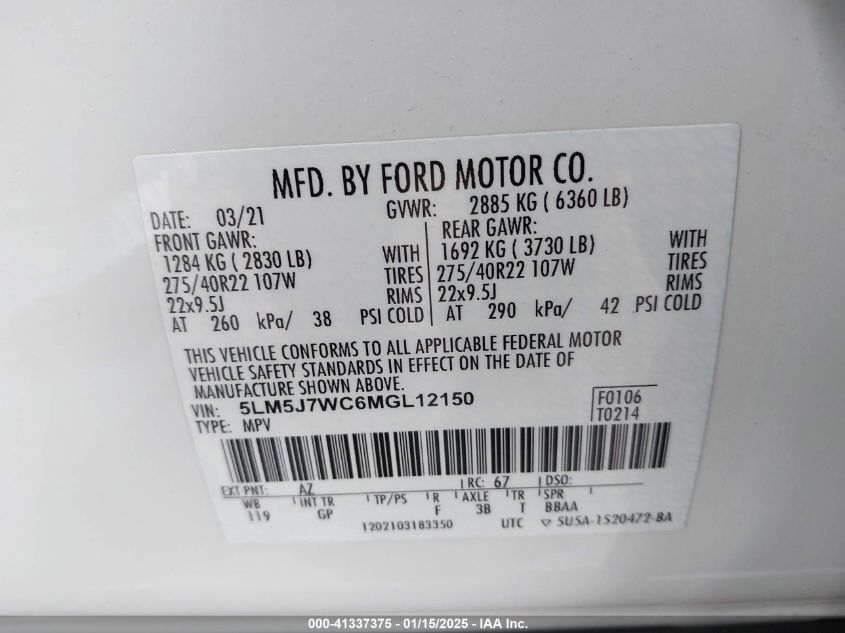 MFD. BY FORD MOTOR CO.
DATE: 03/21 GVWR: 2885 KG ( 6360 LB)
FRONT GAWR: REAR GAWR:
1284 KG ( 2830 LB) WITH 1692 KG ( 3730 LB) WITH
275/40R22 107W TIRES 275/40R22 107W TIRES
22x9.5J RIMS 22x9.5J RIMS
AT 260 kPa/ 38 PSI COLD AT 290 kPa/ 42 PSI COLD
THIS VEHICLE CONFORMS TO ALL APPLICABLE FEDERAL MOTOR
VEHICLE SAFETY STANDARDS IN EFFECT ON THE DATE OF
MANUFACTURE SHOWN ABOVE.
VIN: 5LM5J7WC6MGL12150 F0106
TYPE: MPV T0214
EXT PNT: AZ RC: 67 DSO:
WB INT TR TP/PS R AXLE TR SPR
119 GP F 3B T BBAA
1202103183350 UTC ▽ 5U5A-1520472-BA
000-41337375 - 01/15/2025 - IAA Inc.